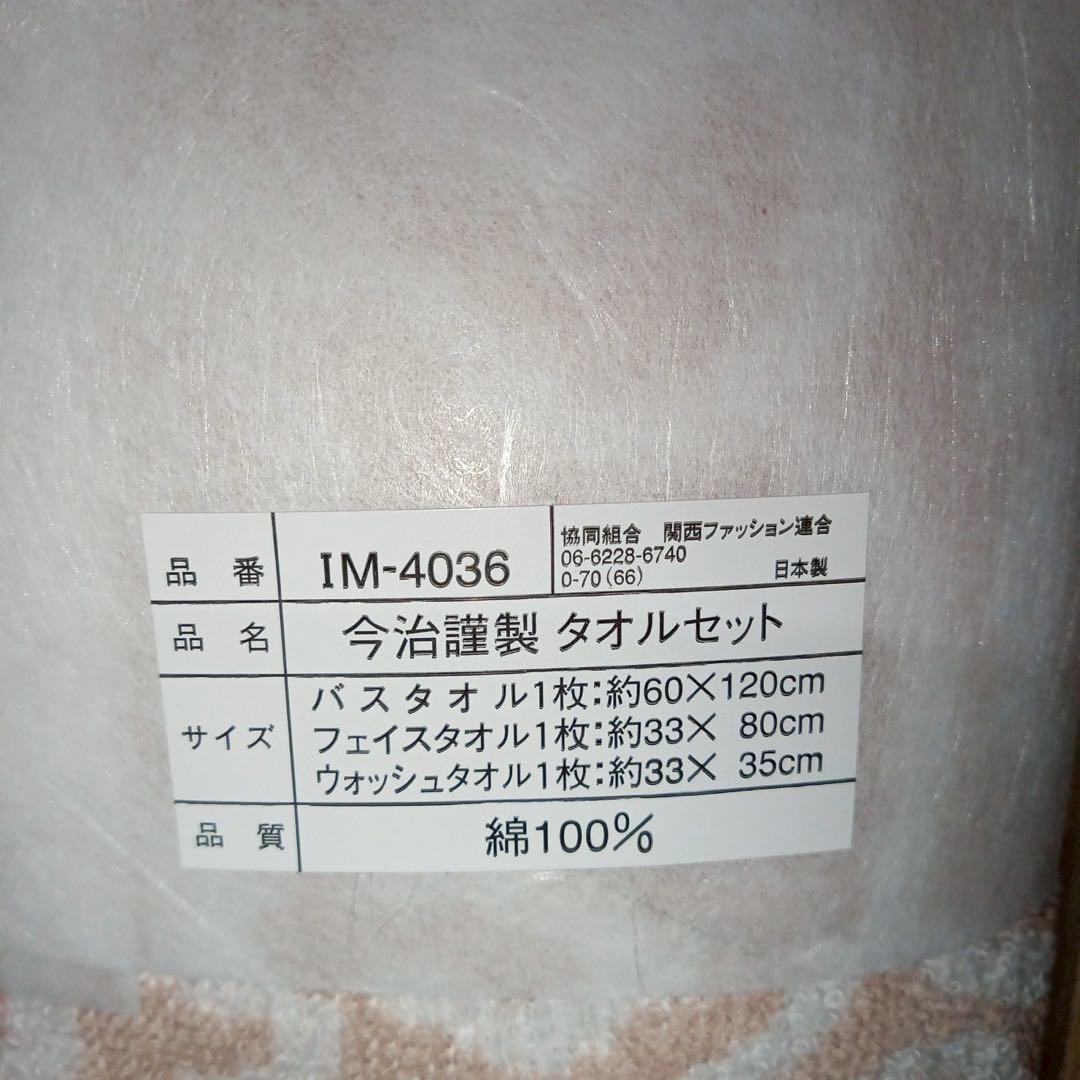 品番 IM-4036
協同組合 関西ファッション連合
06-6228-6740
0-70(66) 日本製
品名 今治謹製 タオルセット
サイズ
バスタオル1枚:約60×120cm
フェイスタオル1枚:約33× 80cm
ウォッシュタオル1枚:約33× 35cm
品質 綿100%